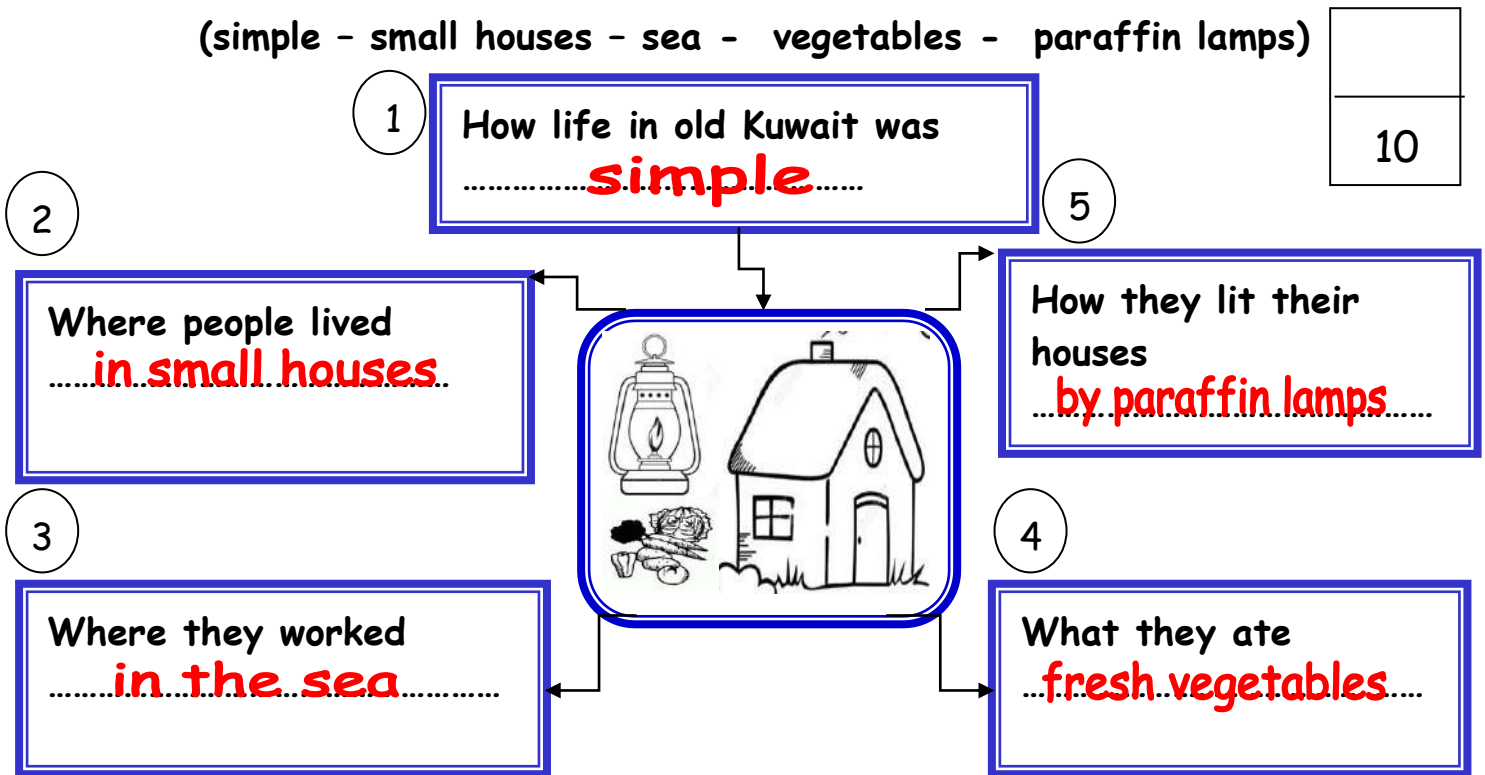 (simple – small houses – sea - vegetables - paraffin lamps)
10
1
How life in old Kuwait was
simple
2
Where people lived
in small houses
3
Where they worked
in the sea
4
What they ate
fresh vegetables
5
How they lit their
houses
by paraffin lamps